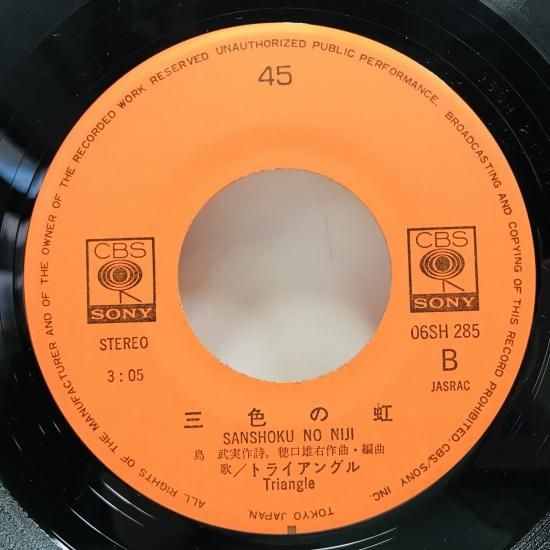 ALL RIGHTS OF THE MANUFACTURER AND OF THE OWNER OF THE RECORDED WORK RESERVED UNAUTHORIZED PUBLIC PERFORMANCE, BROADCASTING AND COPYING OF THIS RECORD PROHIBITED・CBS/SONY INC. TOKYO JAPAN.
45
CBS
SONY
CBS
SONY
STEREO
3:05
06SH 285
B
JASRAC
三色の虹
SANSHOKU NO NIJI
島 武実作詩, 穂口雄右作曲・編曲
歌/トライアングル
Triangle